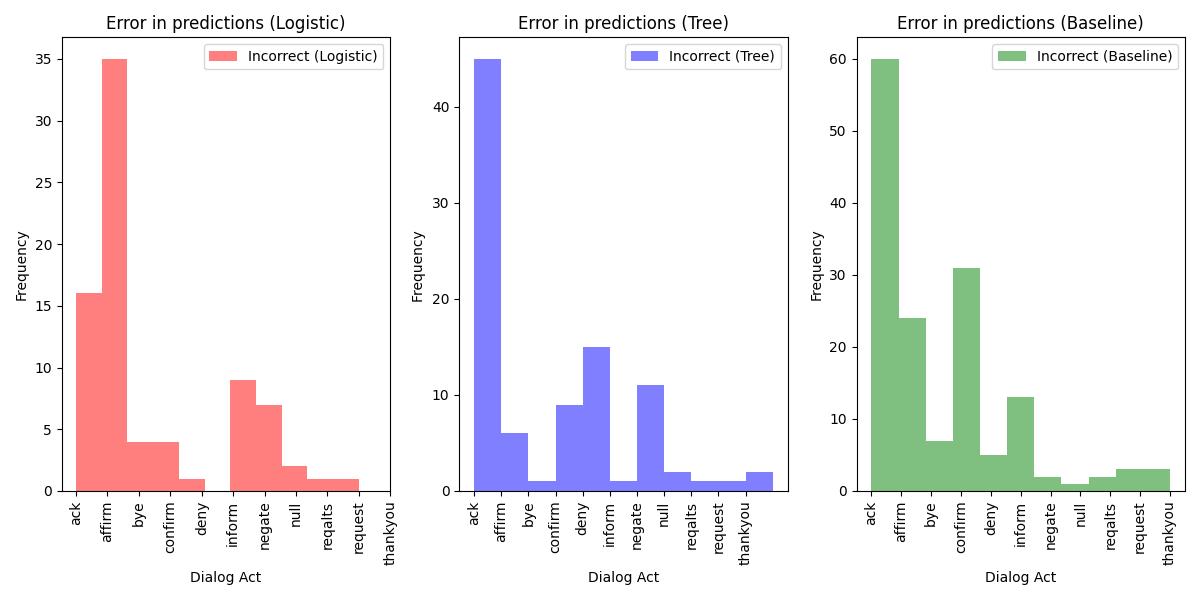 Error in predictions (Logistic)
Incorrect (Logistic)
35
30
25
20
15
10
5
0
Frequency
ack
affirm
bye
confirm
deny
inform
negate
null
reqalts
request
thankyou
Dialog Act
Error in predictions (Tree)
Incorrect (Tree)
40
30
20
10
0
Frequency
ack
affirm
bye
confirm
deny
inform
negate
null
reqalts
request
thankyou
Dialog Act
Error in predictions (Baseline)
Incorrect (Baseline)
60
50
40
30
20
10
0
Frequency
ack
affirm
bye
confirm
deny
inform
negate
null
reqalts
request
thankyou
Dialog Act